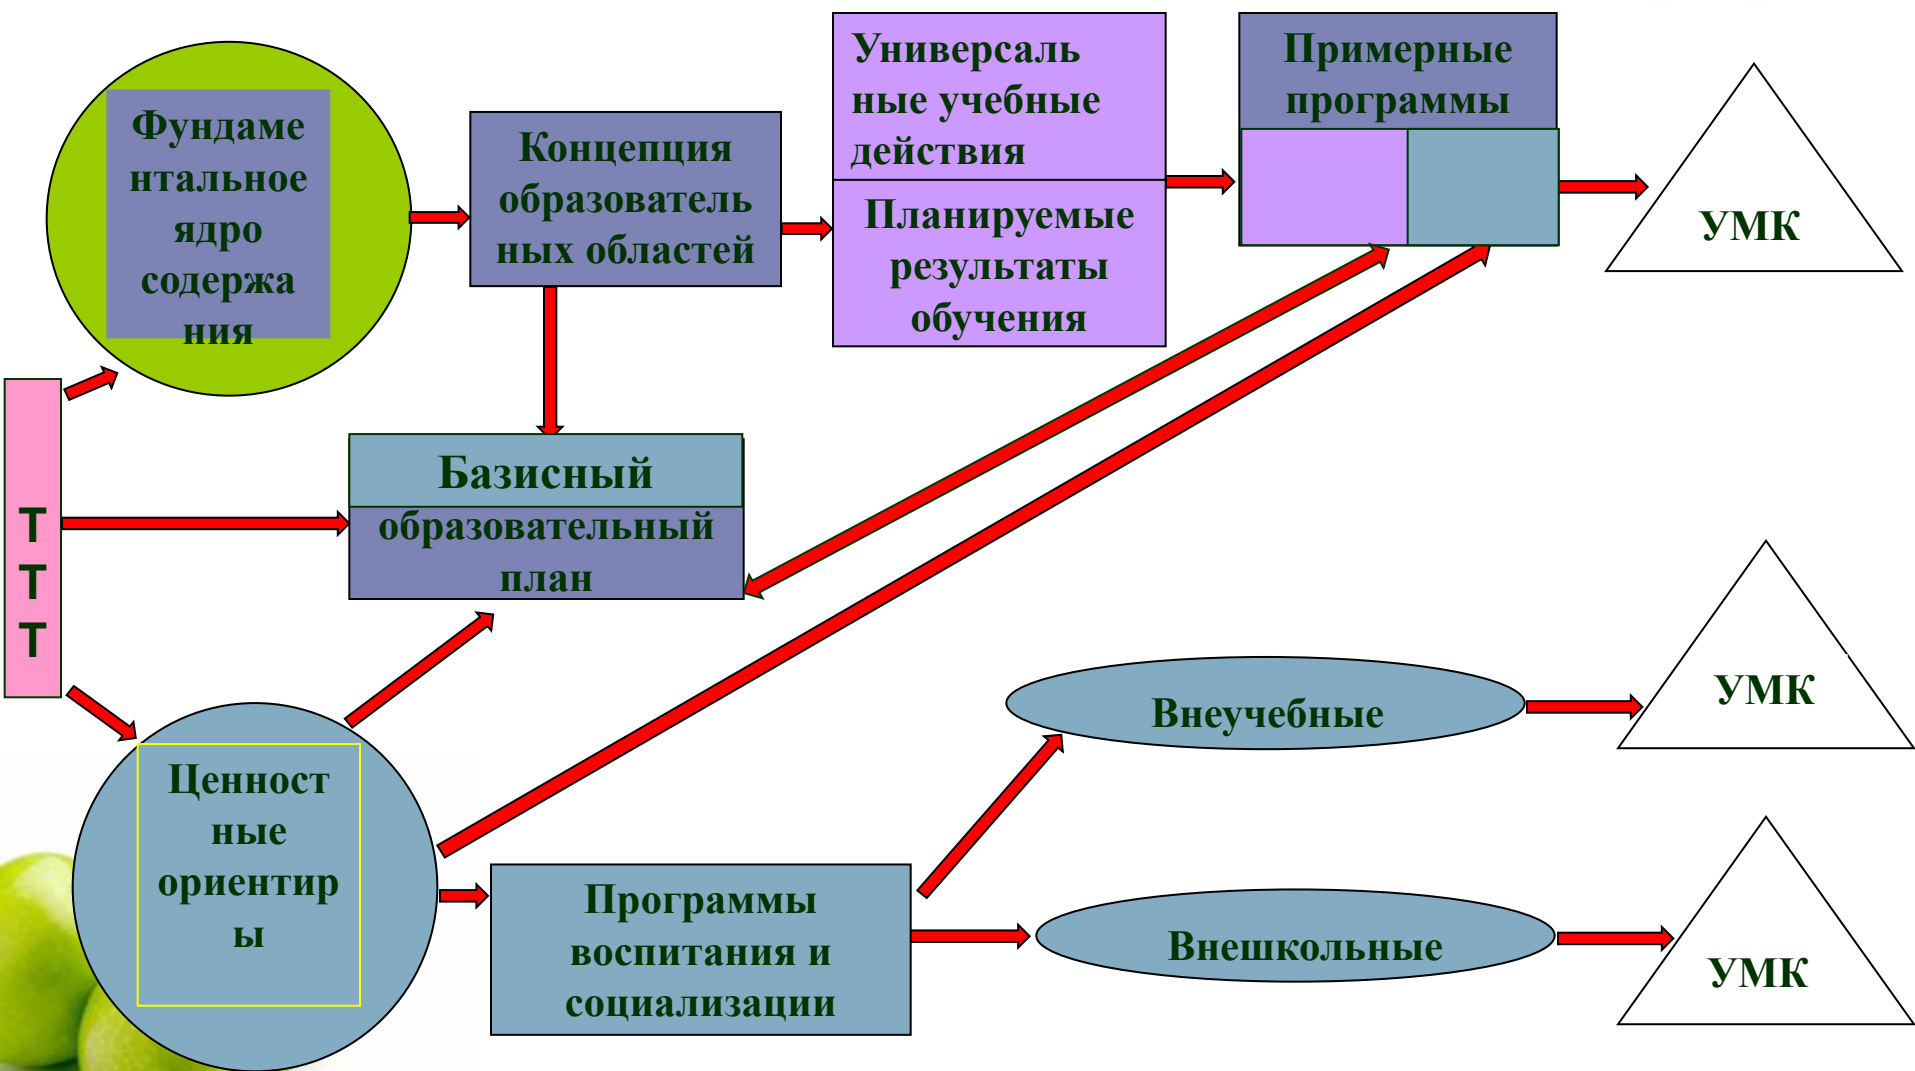 Фундаме
нтальное
ядро
содержа
ния
Концепция
образователь
ных областей
Универсаль
ные учебные
действия
Планируемые
результаты
обучения
Примерные
программы
УМК
Т
Т
Т
Базисный
образовательный
план
Ценност
ные
ориентир
ы
Программы
воспитания и
социализации
Внеучебные
УМК
Внешкольные
УМК